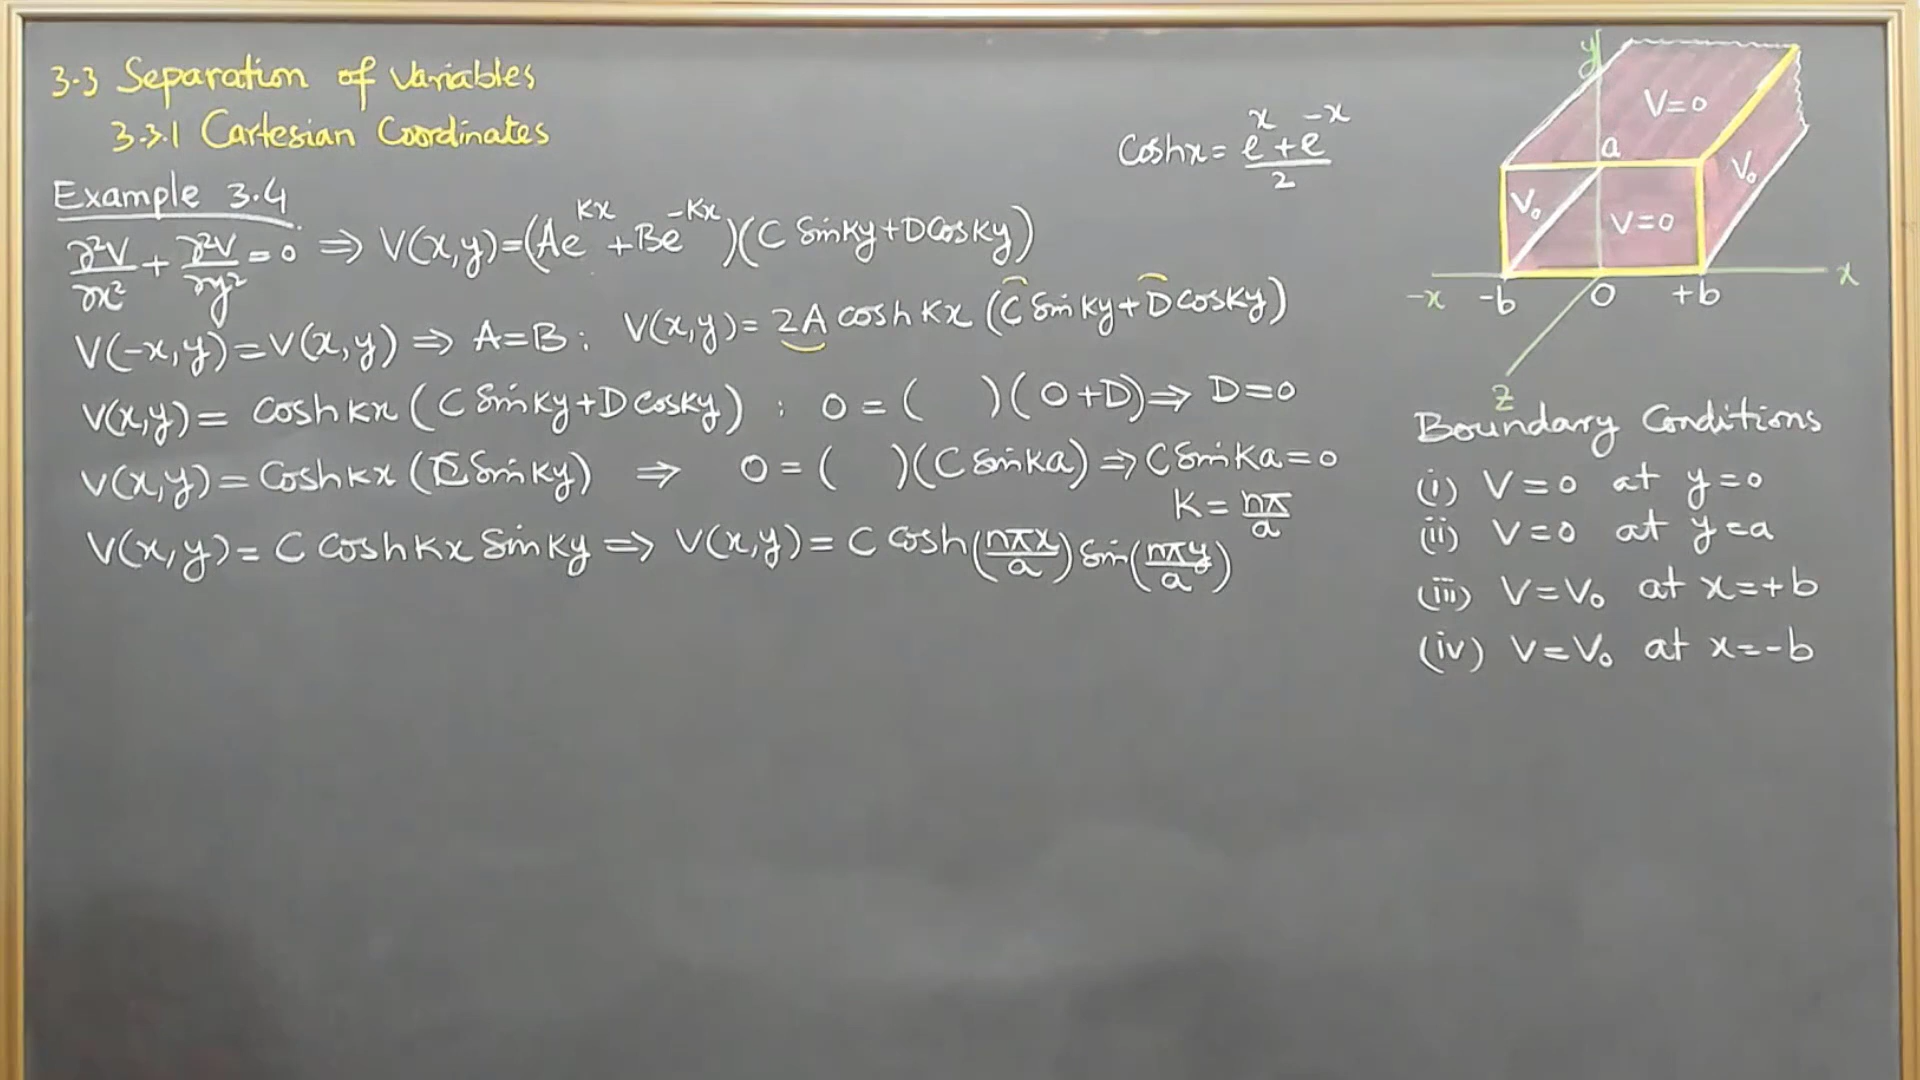 3.3 Separation of Variables
3.3.1 Cartesian Coordinates
Example 3.4
Coshx = (e^x + e^-x)/2
∂²V/∂x² + ∂²V/∂y² = 0 ⇒ V(x,y) = (Ae^Kx + Be^-Kx)(C Sinky + D Cosky)
V(-x,y) = V(x,y) ⇒ A=B : V(x,y) = 2A coshkx (C Sinky + D Cosky)
V(x,y) = Coshkx (C Sinky + D Cosky) : 0 = ( )(0+D) ⇒ D=0
V(x,y) = Coshkx (C Sinky) ⇒ 0 = ( )(C Sinka) ⇒ C Sinka = 0
K = nπ/a
V(x,y) = C Coshkx Sinky ⇒ V(x,y) = C Cosh(nπx/a) Sin(nπy/a)
y
V=0
a
V₀
V₀
V=0
-x -b 0 +b x
z
Boundary Conditions
(i) V=0 at y=0
(ii) V=0 at y=a
(iii) V=V₀ at x=+b
(iv) V=V₀ at x=-b